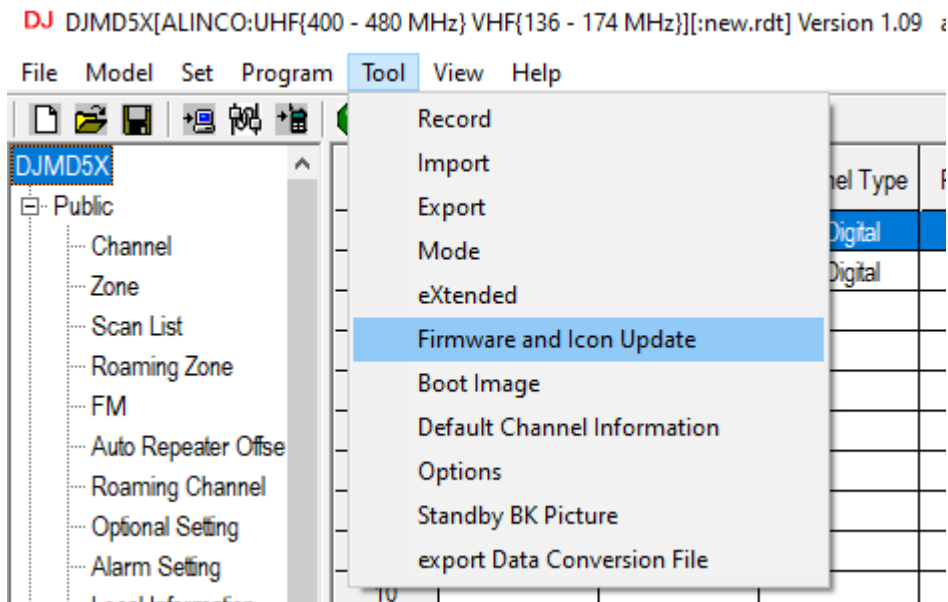 DJ DJMD5X[ALINCO:UHF{400 - 480 MHz} VHF{136 - 174 MHz}][:new.rdt] Version 1.09
File Model Set Program Tool View Help
Record
Import
Export
Mode
eXtended
Firmware and Icon Update
Boot Image
Default Channel Information
Options
Standby BK Picture
export Data Conversion File
DJMD5X
Public
Channel
Zone
Scan List
Roaming Zone
FM
Auto Repeater Offse
Roaming Channel
Optional Setting
Alarm Setting
nel Type
Digital
Digital
10